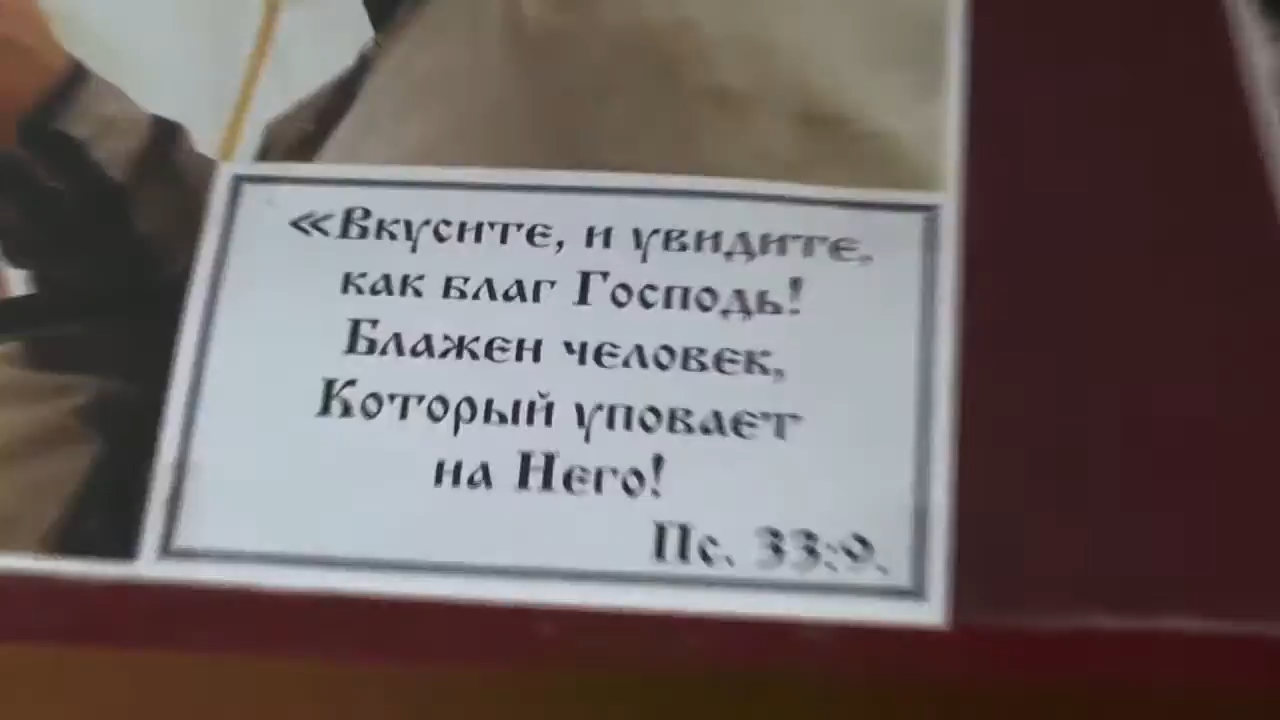 «Вкусите, и увидите,
как благ Господь!
Блажен человек,
Который уповает
на Него!
Пс. 33:9.